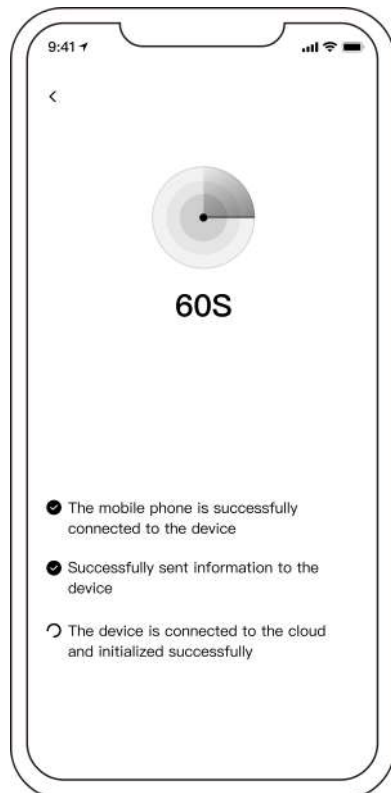 9:41
60S
The mobile phone is successfully
connected to the device
Successfully sent information to the
device
The device is connected to the cloud
and initialized successfully